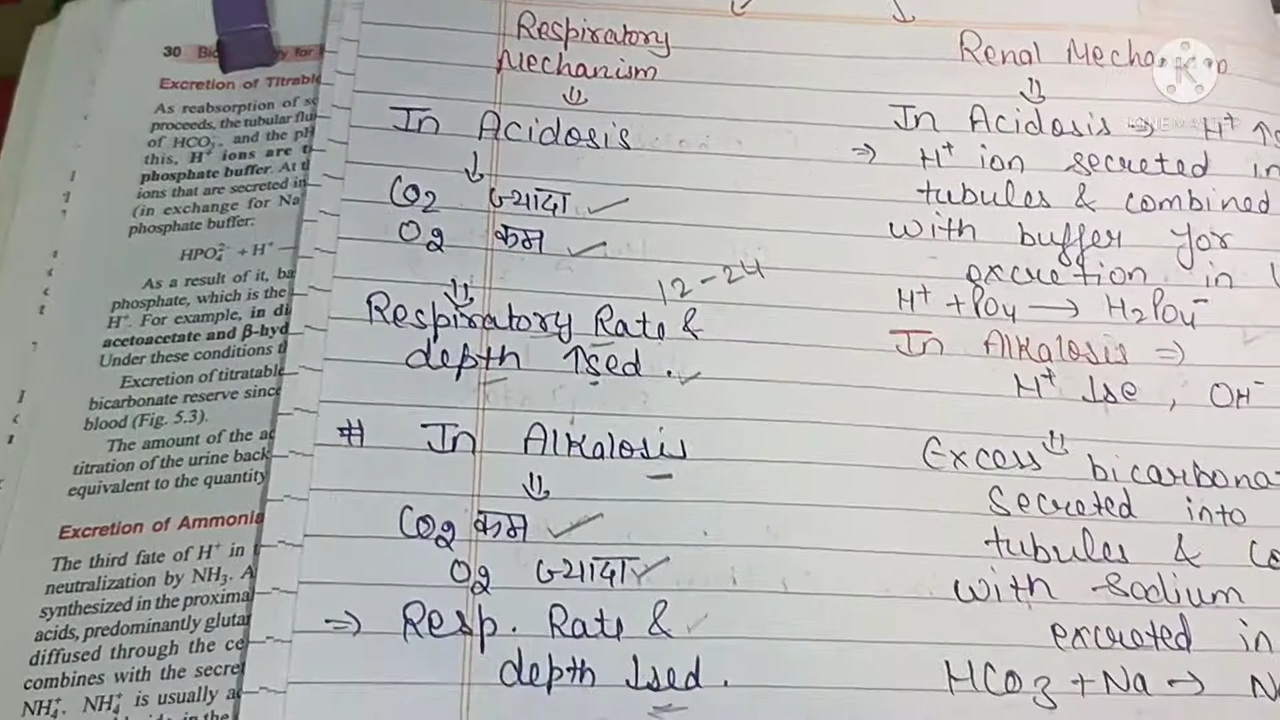 30
Excretion of Titrabl
As reabsorption of s
proceeds, the tubular flu
of HCO₃⁻, and the pH
this, H⁺ ions are t
phosphate buffer. At t
ions that are secreted in
(in exchange for Na
phosphate buffer.
HPO₄²⁻ + H⁺
As a result of it, ba
phosphate, which is the
H⁺. For example, in di
acetoacetate and β-hyd
Under these conditions t
Excretion of titratabl
bicarbonate reserve since
blood (Fig. 5.3).
The amount of the ac
titration of the urine back
equivalent to the quantity
Excretion of Ammonia
The third fate of H⁺ in
neutralization by NH₃. A
synthesized in the proximal
acids, predominantly glutar
diffused through the ce
combines with the secre
NH₄⁺. NH₄⁺ is usually a
in the
Respiratory
Mechanism
⇓
In Acidosis
↓
CO₂ ज्यादा ✓
O₂ कम ✓
⇓ 12-24
Respiratory Rate &
depth ↑sed. ✓
# In Alkalosis
⇓
CO₂ कम ✓
O₂ ज्यादा ✓
⇒ Resp. Rate &
depth ↓sed.
Renal Mecha
⇓
In Acidosis ⇒ H⁺ ↑s
⇒ H⁺ ion secreted in
tubules & combined
with buffer for
excretion in
H⁺ + PO₄ → H₂PO₄⁻
In Alkalosis ⇒
H⁺ ↓se, OH⁻
⇓
Excess bicarbona
Secreted into
tubules & Co
with sodium
excreted in
HCO₃ + Na → N
K